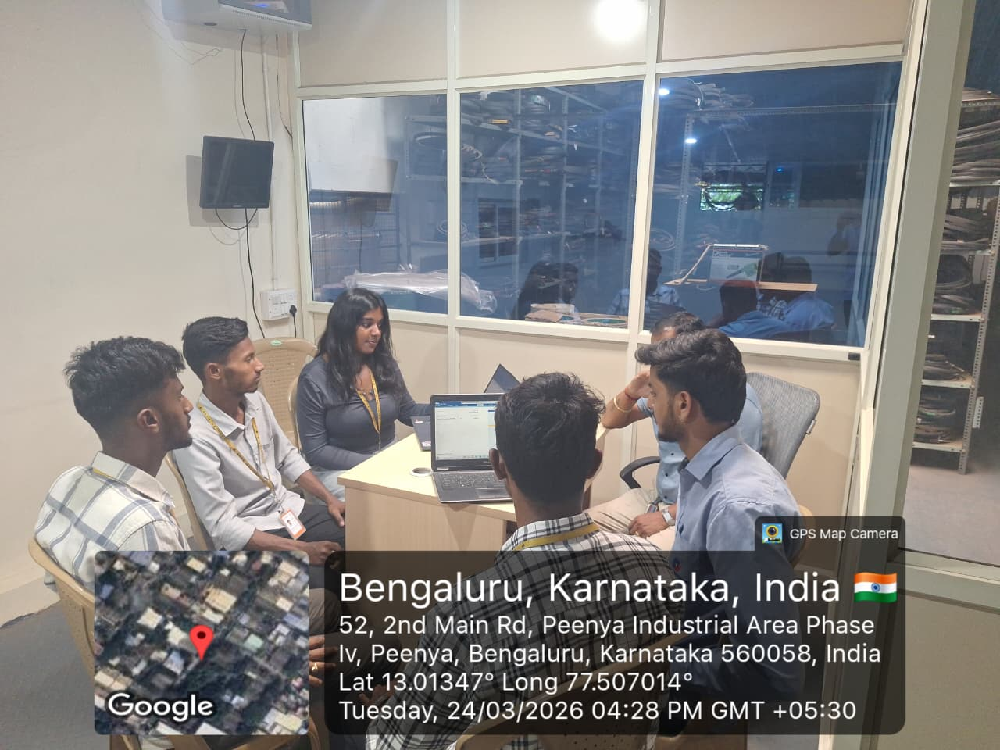 GPS Map Camera
Bengaluru, Karnataka, India
52, 2nd Main Rd, Peenya Industrial Area Phase
Iv, Peenya, Bengaluru, Karnataka 560058, India
Lat 13.01347° Long 77.507014°
Tuesday, 24/03/2026 04:28 PM GMT +05:30
Google